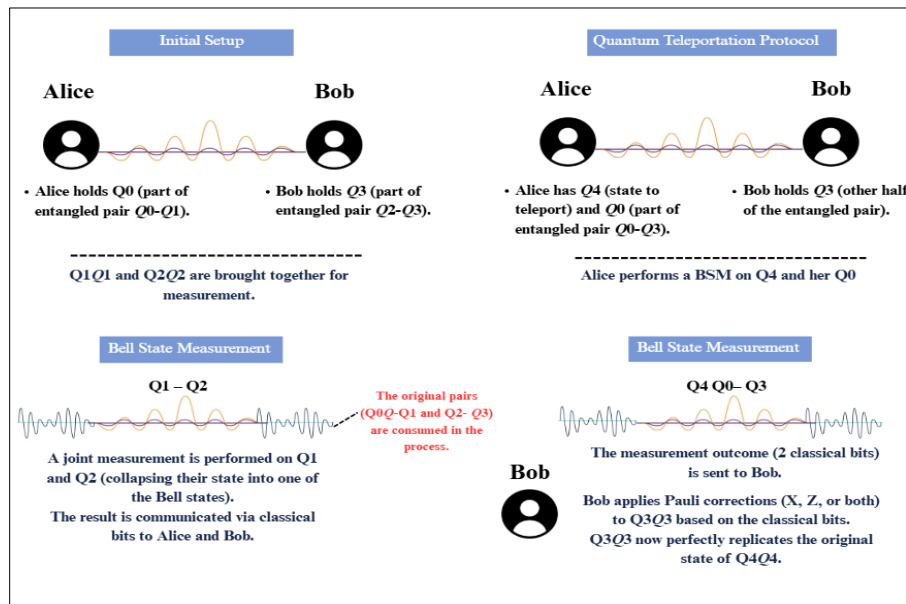 Initial Setup
Alice
Bob
• Alice holds Q0 (part of
entangled pair Q0-Q1).
• Bob holds Q3 (part of
entangled pair Q2-Q3).
Q1Q1 and Q2Q2 are brought together for
measurement.
Quantum Teleportation Protocol
Alice
Bob
• Alice has Q4 (state to
teleport) and Q0 (part of
entangled pair Q0-Q3).
• Bob holds Q3 (other half
of the entangled pair).
Alice performs a BSM on Q4 and her Q0
Bell State Measurement
Q1 – Q2
The original pairs
(Q0Q-Q1 and Q2- Q3)
are consumed in the
process.
A joint measurement is performed on Q1
and Q2 (collapsing their state into one of
the Bell states).
The result is communicated via classical
bits to Alice and Bob.
Bell State Measurement
Q4 Q0– Q3
Bob
The measurement outcome (2 classical bits)
is sent to Bob.
Bob applies Pauli corrections (X, Z, or both)
to Q3Q3 based on the classical bits.
Q3Q3 now perfectly replicates the original
state of Q4Q4.